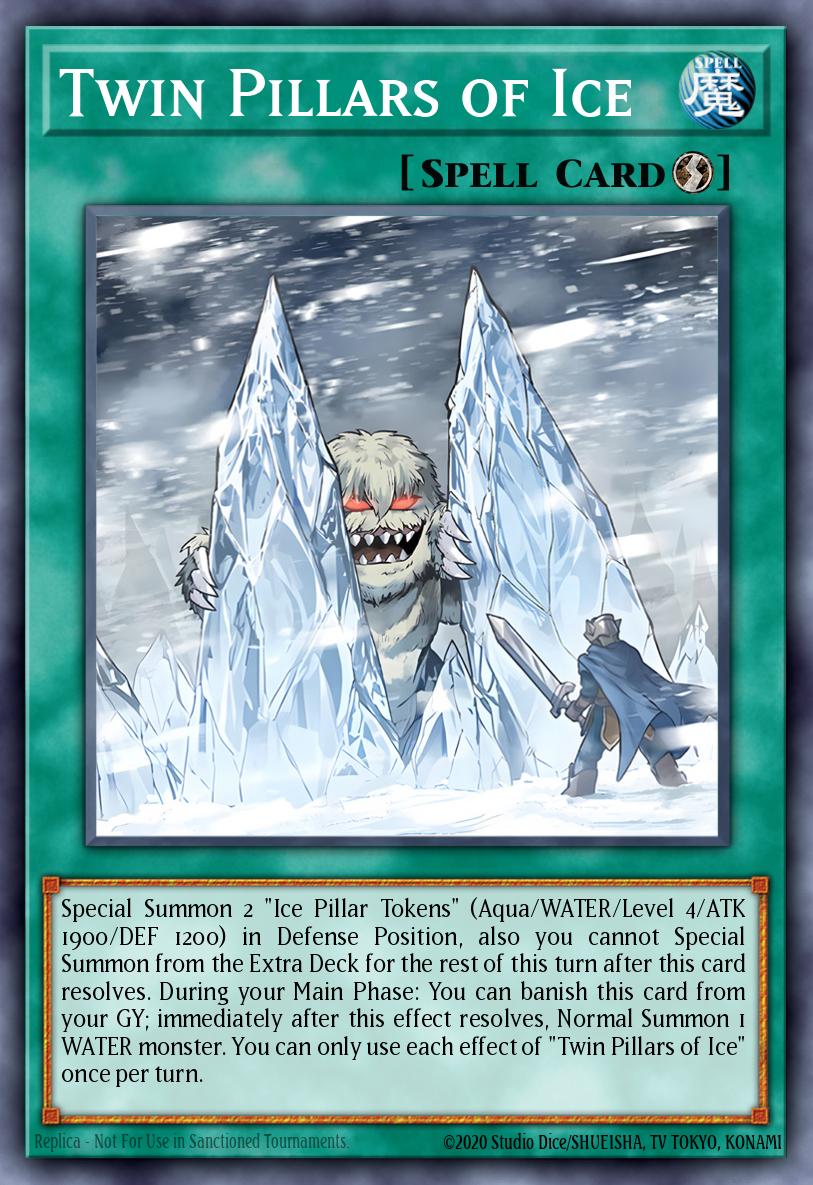 Twin Pillars of Ice
SPELL
魔
[Spell Card]
Special Summon 2 "Ice Pillar Tokens" (Aqua/WATER/Level 4/ATK
1900/DEF 1200) in Defense Position, also you cannot Special
Summon from the Extra Deck for the rest of this turn after this card
resolves. During your Main Phase: You can banish this card from
your GY; immediately after this effect resolves, Normal Summon 1
WATER monster. You can only use each effect of "Twin Pillars of Ice"
once per turn.
Replica - Not For Use in Sanctioned Tournaments.
©2020 Studio Dice/SHUEISHA, TV TOKYO, KONAMI